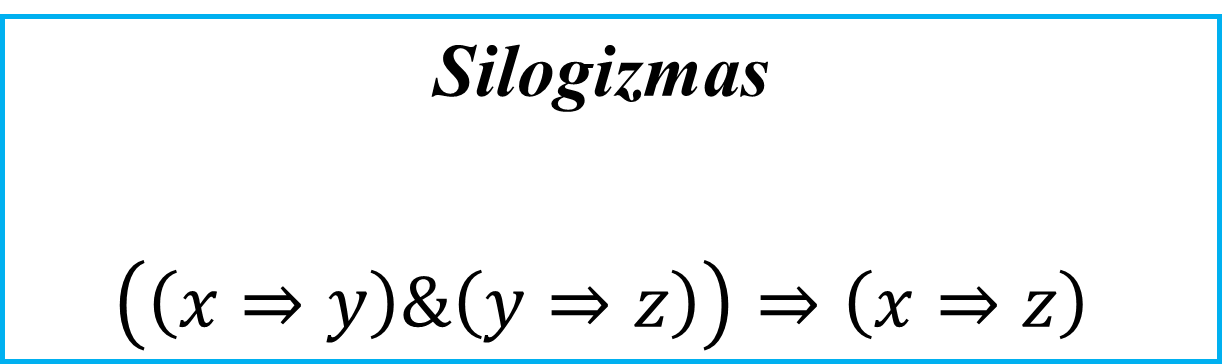 Silogizmas
((x ⇒ y)&(y ⇒ z)) ⇒ (x ⇒ z)